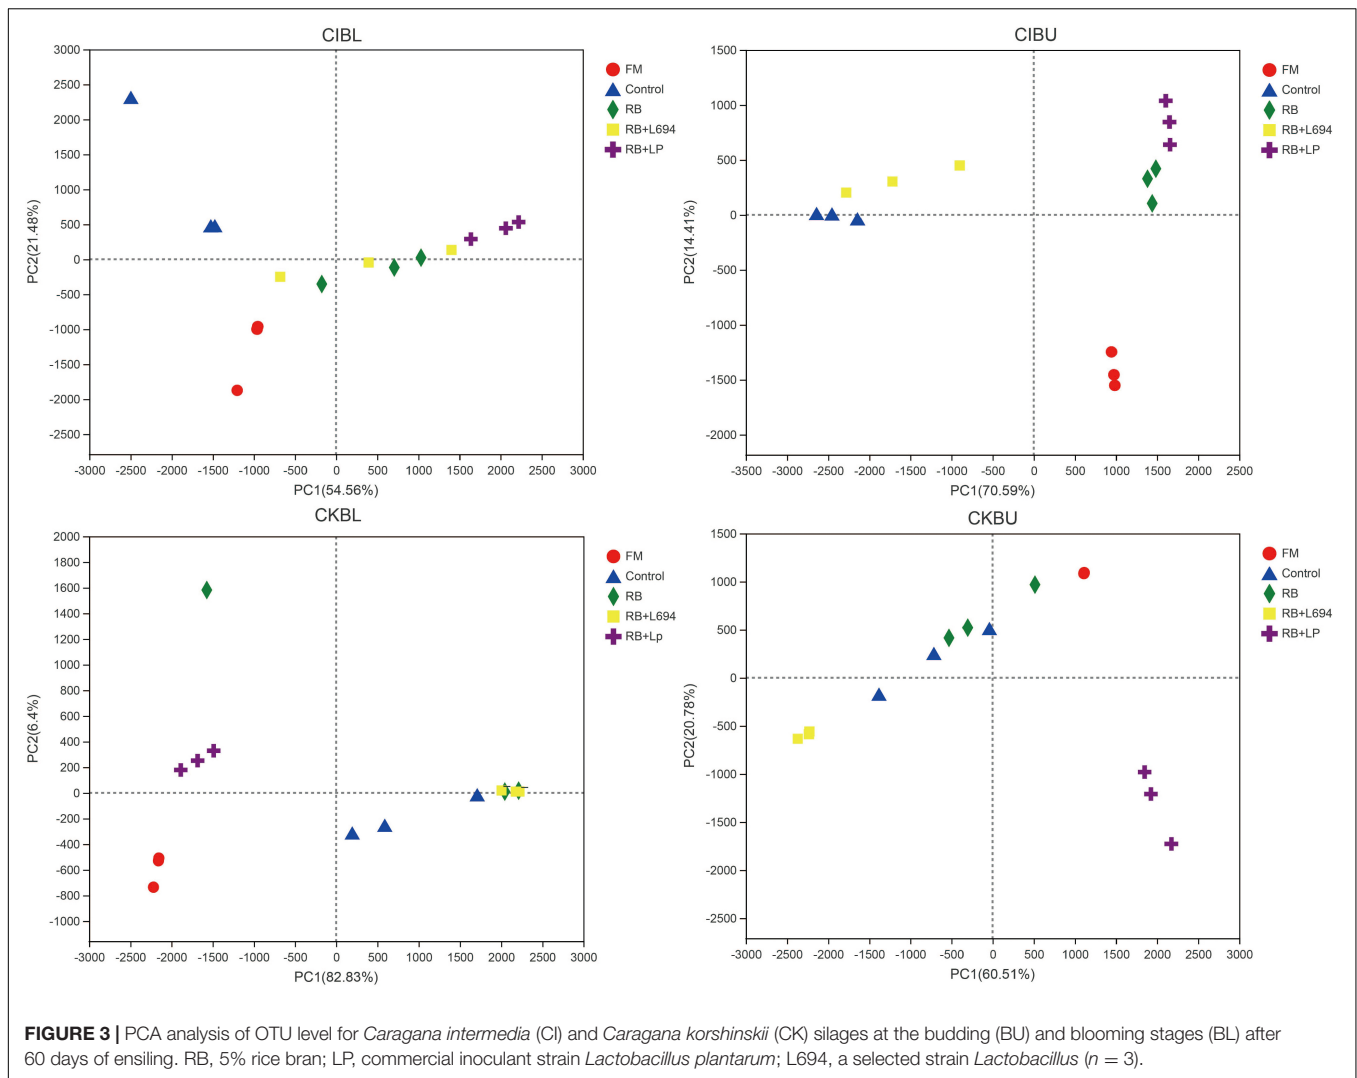 CIBL
3000
2500
2000
1500
1000
500
0
-500
-1000
-1500
-2000
-2500
PC2(21.48%)
-3000 -2500 -2000 -1500 -1000 -500 0 500 1000 1500 2000 2500 3000
PC1(54.56%)
FM
Control
RB
RB+L694
RB+LP
CIBU
1500
1000
500
0
-500
-1000
-1500
-2000
PC2(14.41%)
-3500 -3000 -2500 -2000 -1500 -1000 -500 0 500 1000 1500 2000 2500
PC1(70.59%)
FM
Control
RB
RB+L694
RB+LP
CKBL
2000
1800
1600
1400
1200
1000
800
600
400
200
0
-200
-400
-600
-800
-1000
PC2(6.4%)
-3000 -2500 -2000 -1500 -1000 -500 0 500 1000 1500 2000 2500 3000
PC1(82.83%)
FM
Control
RB
RB+L694
RB+Lp
CKBU
1500
1000
500
0
-500
-1000
-1500
-2000
-2500
PC2(20.78%)
-3000 -2500 -2000 -1500 -1000 -500 0 500 1000 1500 2000 2500 3000
PC1(60.51%)
FM
Control
RB
RB+L694
RB+LP
FIGURE 3 | PCA analysis of OTU level for Caragana intermedia (CI) and Caragana korshinskii (CK) silages at the budding (BU) and blooming stages (BL) after
60 days of ensiling. RB, 5% rice bran; LP, commercial inoculant strain Lactobacillus plantarum; L694, a selected strain Lactobacillus (n = 3).